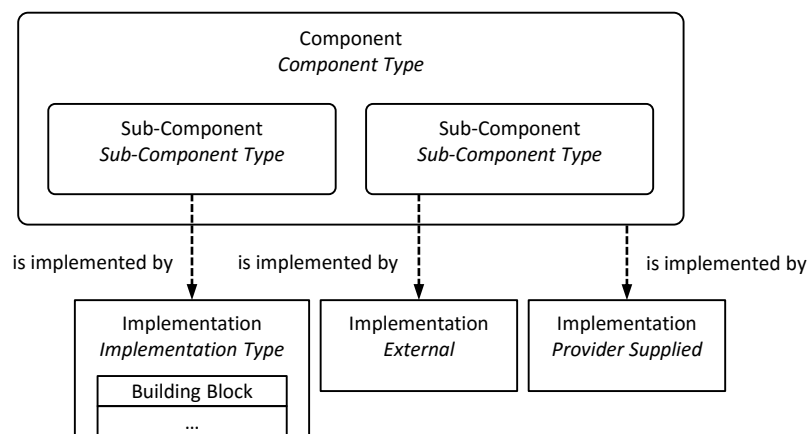 Component
Component Type
Sub-Component
Sub-Component Type
Sub-Component
Sub-Component Type
is implemented by
is implemented by
is implemented by
Implementation
Implementation Type
Building Block
...
Implementation
External
Implementation
Provider Supplied